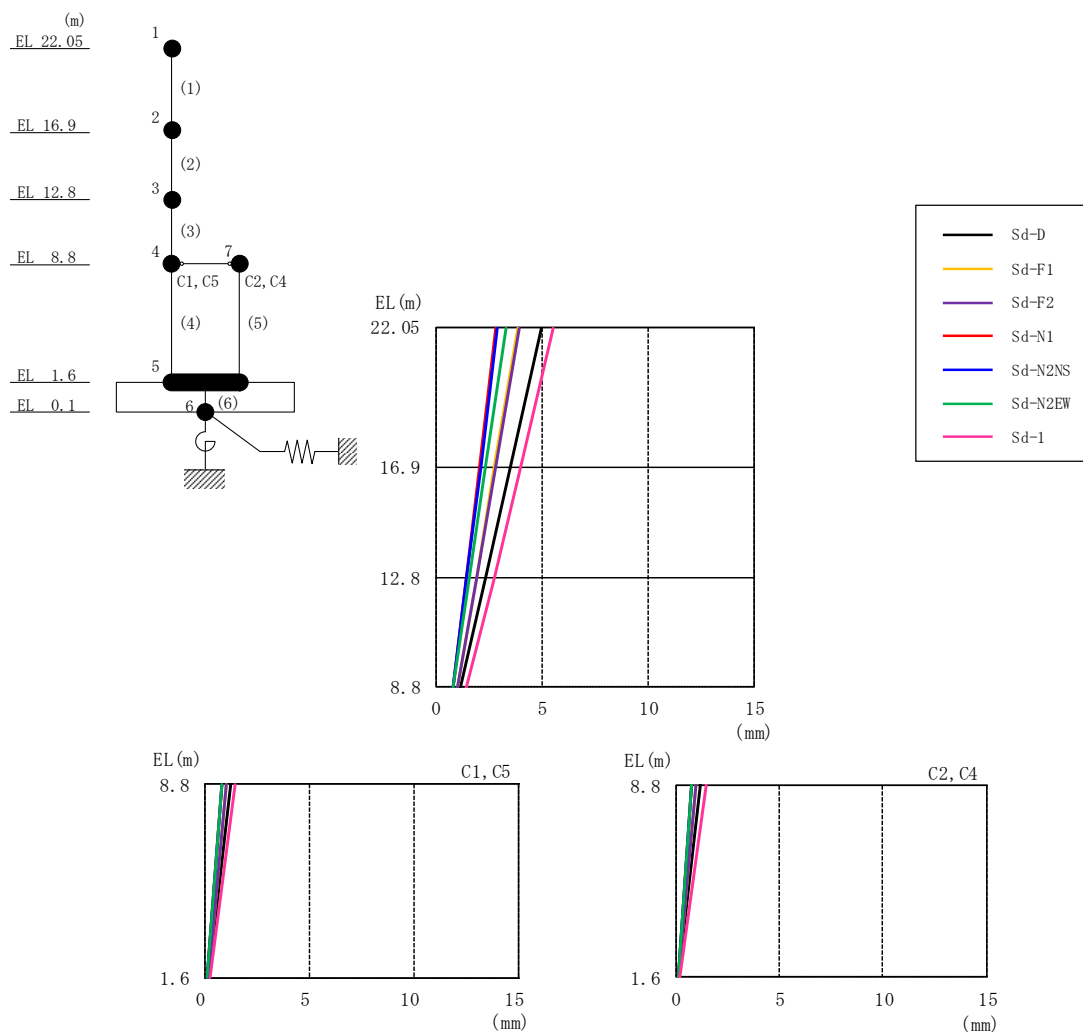 (m)
EL 22.05
EL 16.9
EL 12.8
EL 8.8
EL 1.6
EL 0.1
1
(1)
2
(2)
3
(3)
4
7
C1,C5
C2,C4
(4)
(5)
5
6
(6)
Sd-D
Sd-F1
Sd-F2
Sd-N1
Sd-N2NS
Sd-N2EW
Sd-1
EL(m)
22.05
16.9
12.8
8.8
0
5
10
15
(mm)
EL(m)
C1,C5
8.8
1.6
0
5
10
15
(mm)
EL(m)
C2,C4
8.8
1.6
0
5
10
15
(mm)